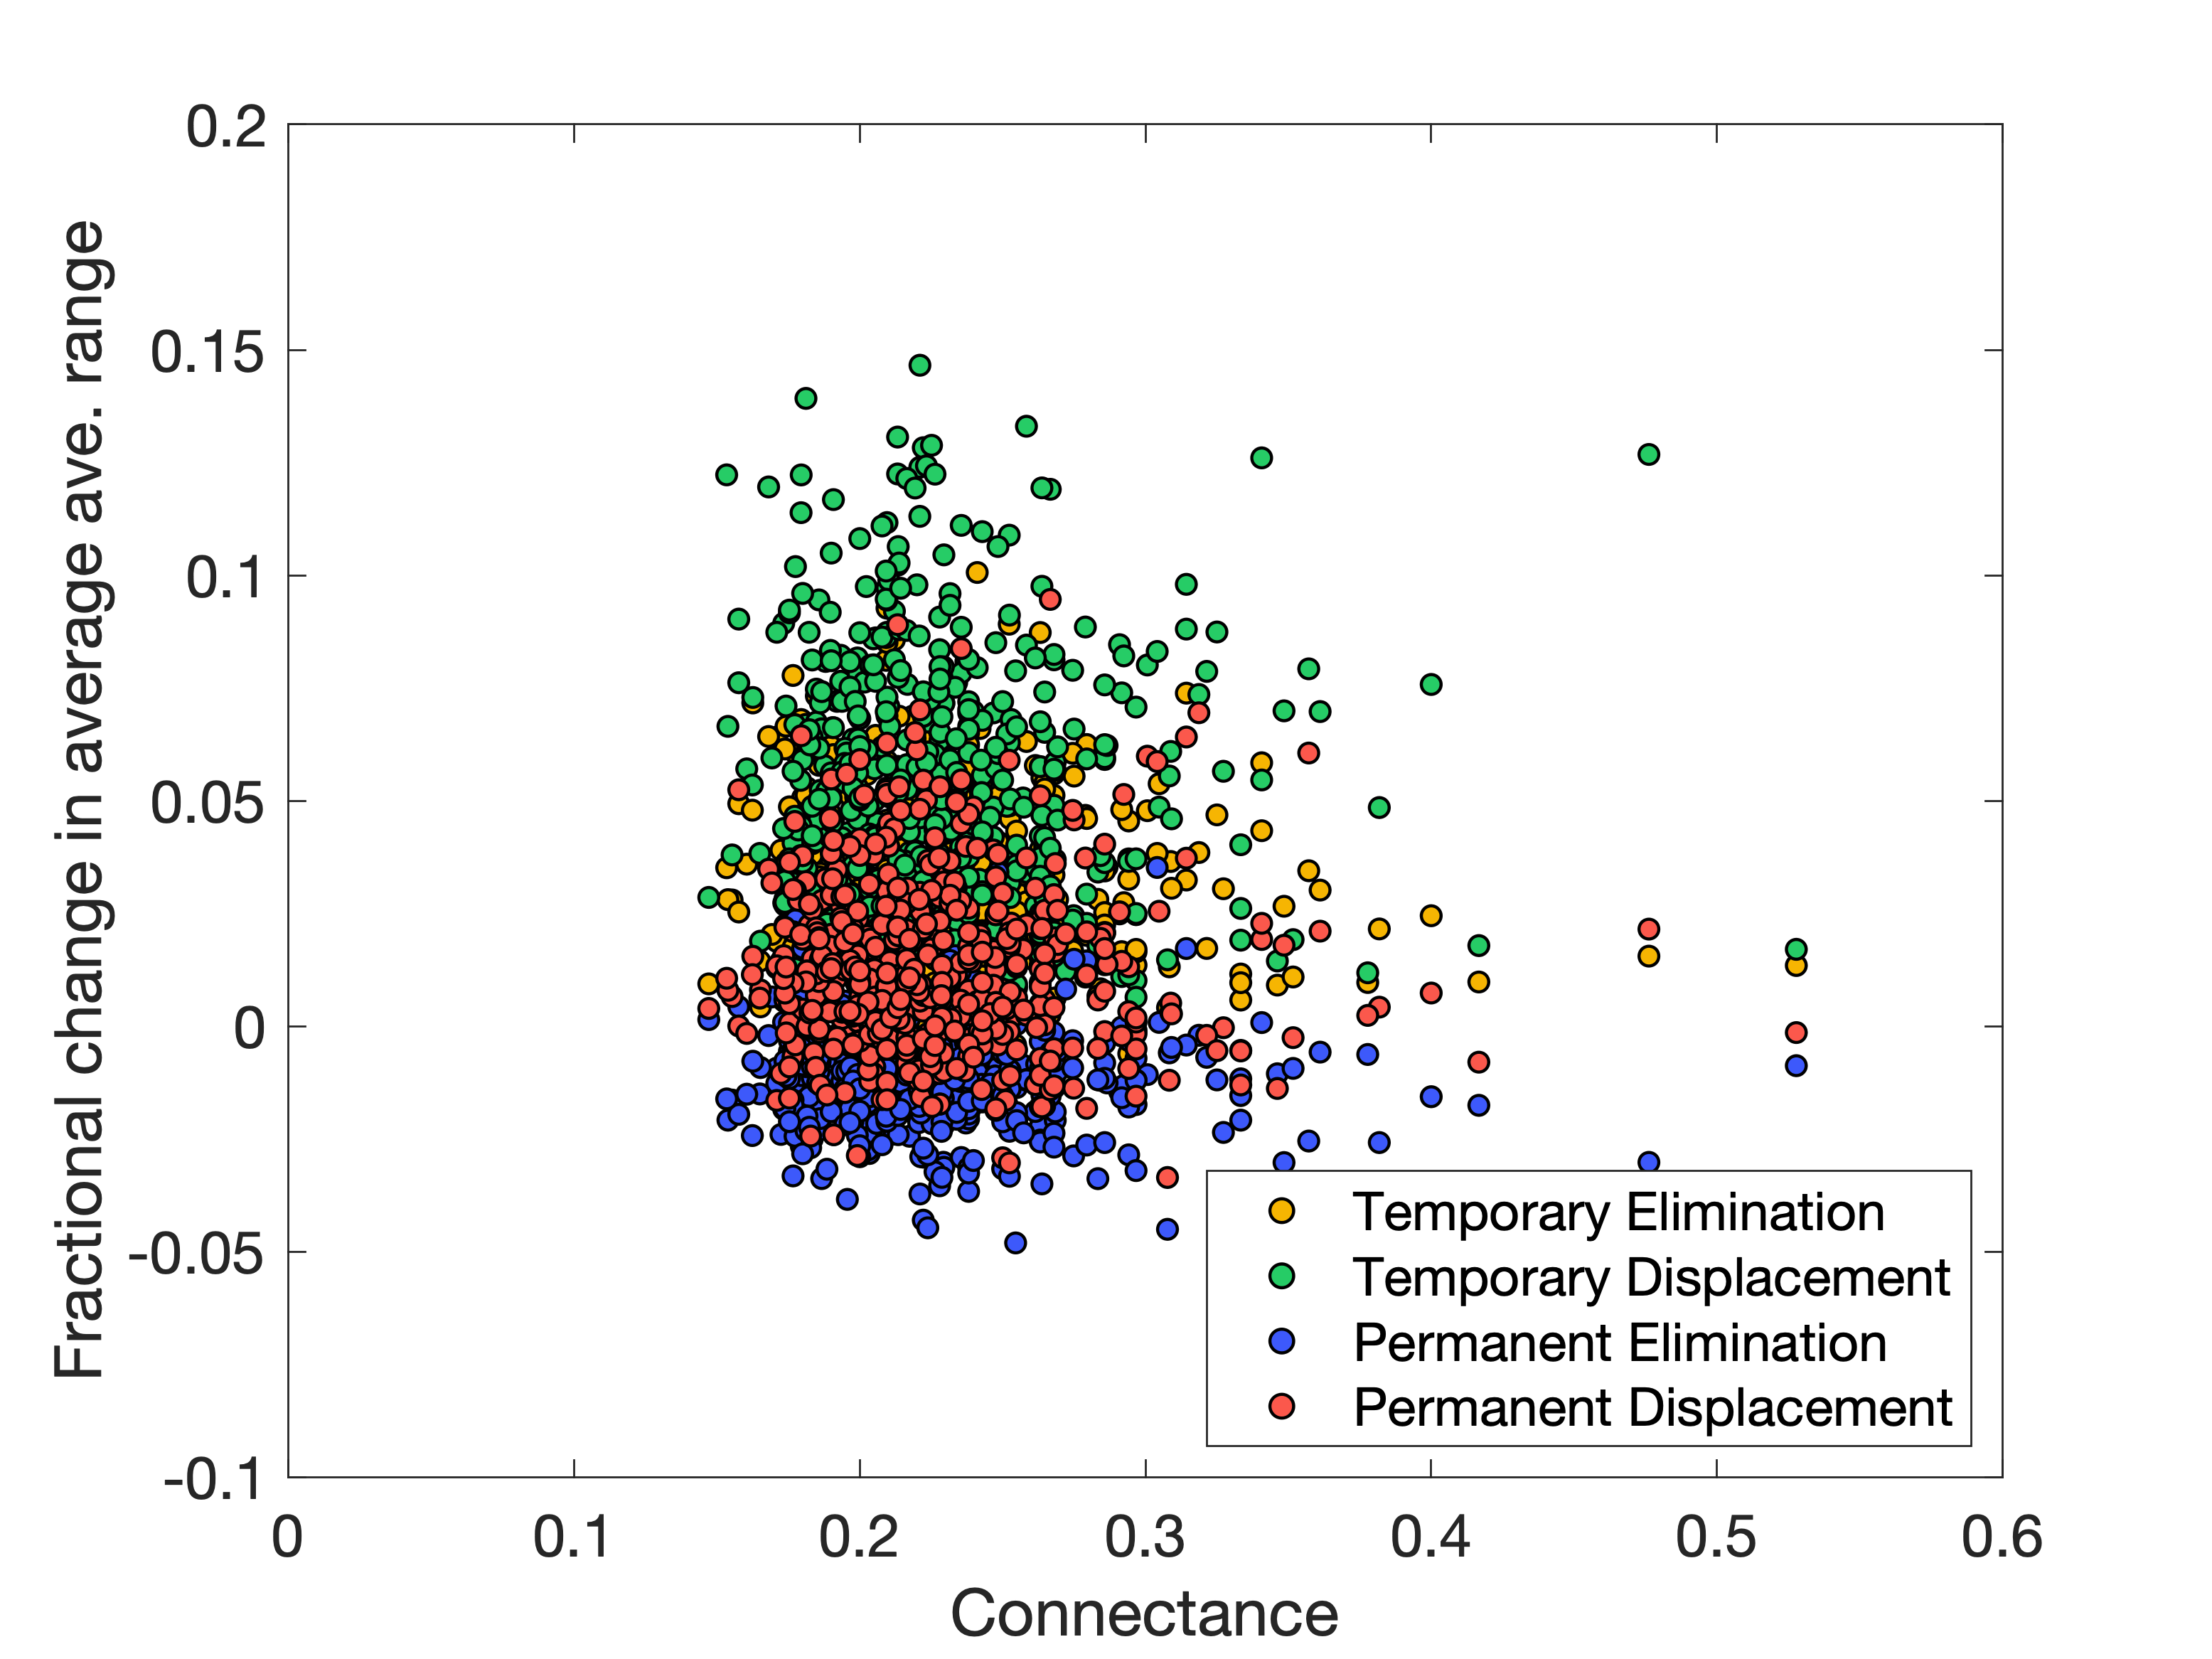 Fractional change in average ave. range
0.2
0.15
0.1
0.05
0
-0.05
-0.1
Temporary Elimination
Temporary Displacement
Permanent Elimination
Permanent Displacement
0 0.1 0.2 0.3 0.4 0.5 0.6
Connectance